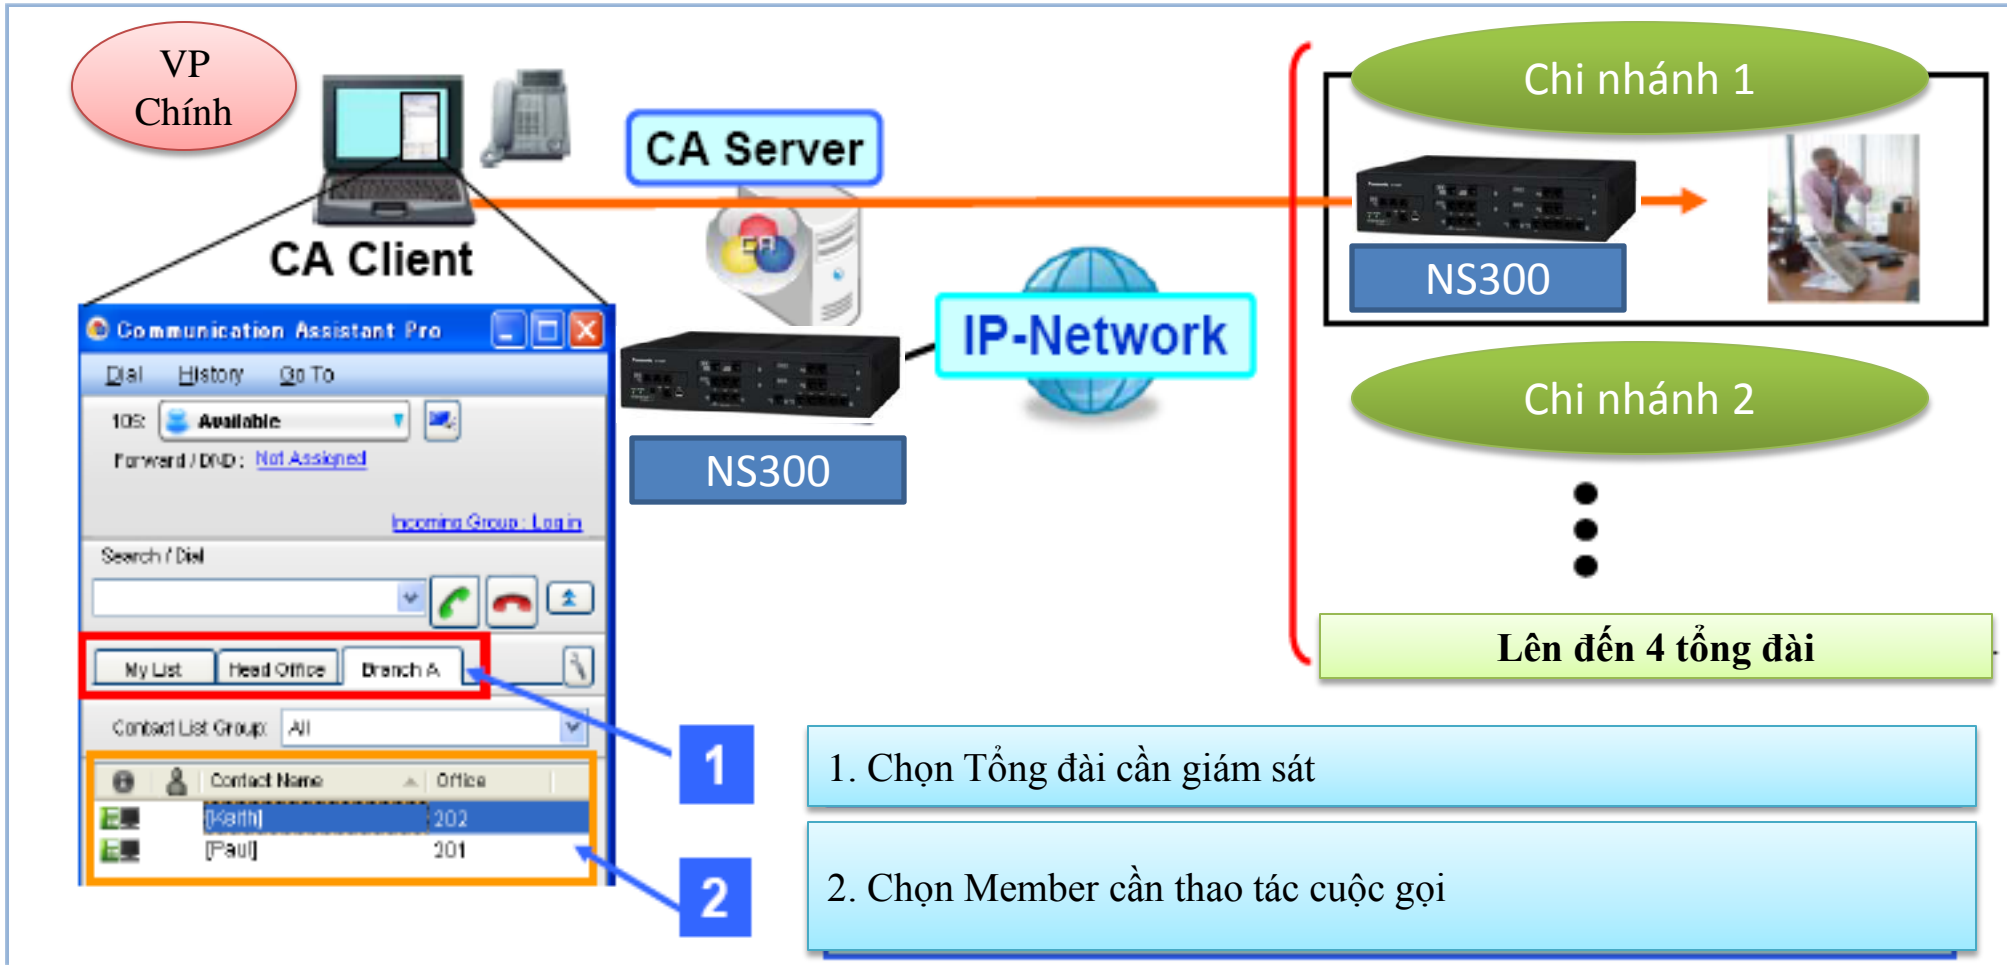 VP
Chính
CA Client
CA Server
IP-Network
NS300
Chi nhánh 1
NS300
Chi nhánh 2
Lên đến 4 tổng đài
Communication Assistant Pro
Dial History Go To
Available
Forward / DND : Not Assigned
Incoming Group : Log in
Search / Dial
My List Head Office Branch A
Contact List Group: All
Contact Name Office
[Keith] 202
[Paul] 201
1
2
1. Chọn Tổng đài cần giám sát
2. Chọn Member cần thao tác cuộc gọi